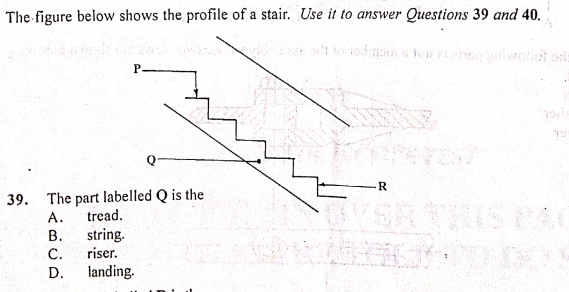 The figure below shows the profile of a stair. Use it to answer Questions 39 and 40.
P
Q
R
39. The part labelled Q is the
A. tread.
B. string.
C. riser.
D. landing.